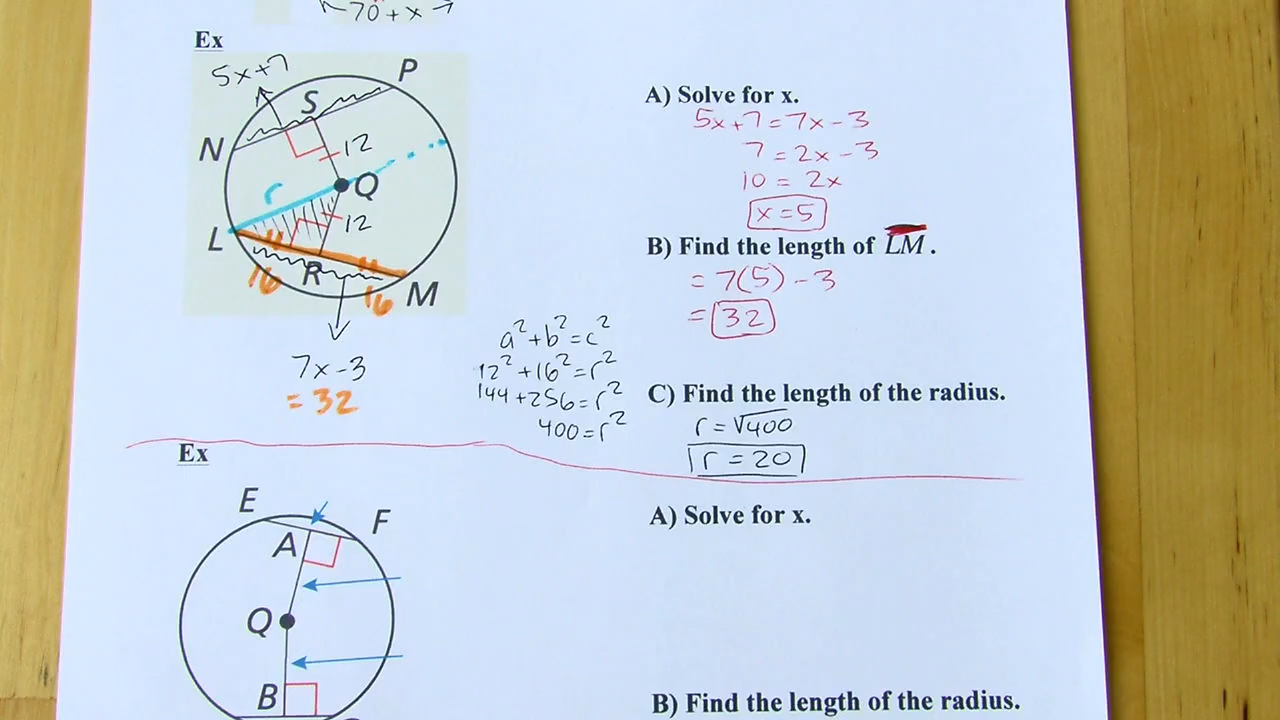 70 + x
Ex
5x+7
P
S
N
12
r
Q
12
L
R
16
16
M
7x-3
= 32
A) Solve for x.
5x+7=7x-3
7 = 2x-3
10 = 2x
x=5
B) Find the length of LM.
= 7(5) - 3
= 32
a²+b²=c²
12²+16²=r²
144+256=r²
400=r²
C) Find the length of the radius.
r=√400
r = 20
Ex
E
F
A
Q
B
A) Solve for x.
B) Find the length of the radius.